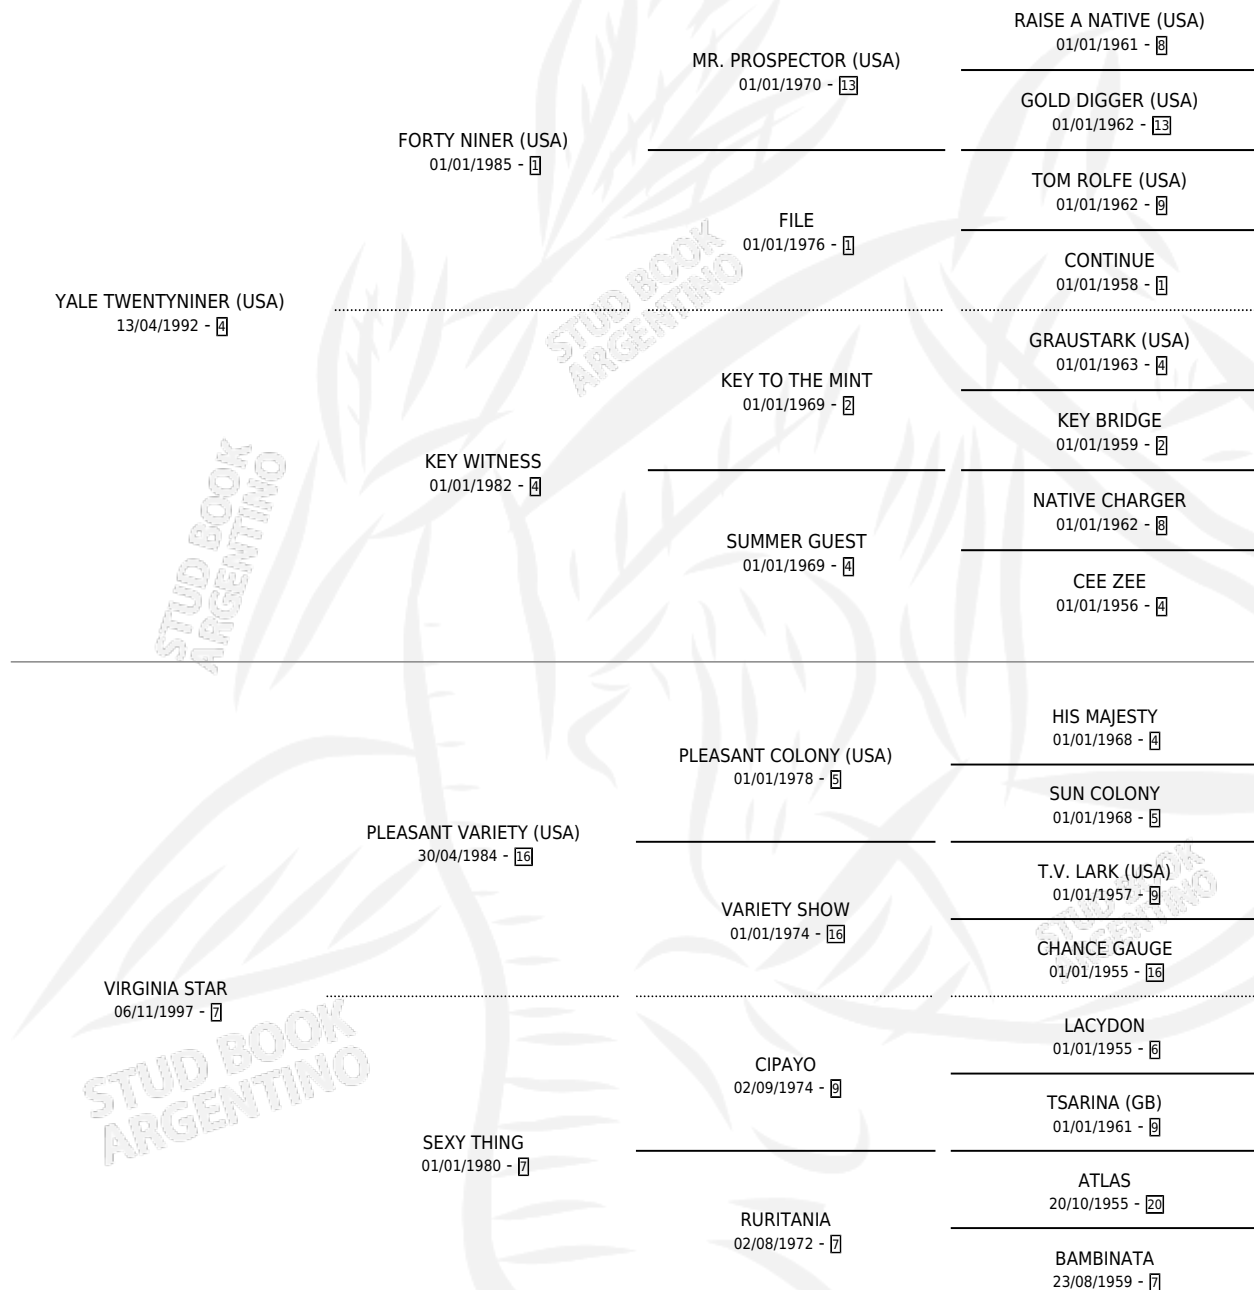 RAISE A NATIVE (USA)
01/01/1961 - 8
MR. PROSPECTOR (USA)
01/01/1970 - 13
GOLD DIGGER (USA)
01/01/1962 - 13
FORTY NINER (USA)
01/01/1985 - 1
TOM ROLFE (USA)
01/01/1962 - 9
FILE
01/01/1976 - 1
CONTINUE
01/01/1958 - 1
YALE TWENTYNINER (USA)
13/04/1992 - 4
STUD BOOK
ARGENTINO
GRAUSTARK (USA)
01/01/1963 - 4
KEY TO THE MINT
01/01/1969 - 2
KEY BRIDGE
01/01/1959 - 2
KEY WITNESS
01/01/1982 - 4
NATIVE CHARGER
01/01/1962 - 8
SUMMER GUEST
01/01/1969 - 4
CEE ZEE
01/01/1956 - 4
STUD BOOK
ARGENTINO
HIS MAJESTY
01/01/1968 - 4
PLEASANT COLONY (USA)
01/01/1978 - 5
SUN COLONY
01/01/1968 - 5
PLEASANT VARIETY (USA)
30/04/1984 - 16
T.V. LARK (USA)
01/01/1957 - 9
VARIETY SHOW
01/01/1974 - 16
STUD BOOK
ARGENTINO
CHANCE GAUGE
01/01/1955 - 16
VIRGINIA STAR
06/11/1997 - 7
STUD BOOK
ARGENTINO
LACYDON
01/01/1955 - 6
CIPAYO
02/09/1974 - 9
TSARINA (GB)
01/01/1961 - 9
SEXY THING
01/01/1980 - 7
ATLAS
20/10/1955 - 20
RURITANIA
02/08/1972 - 7
BAMBINATA
23/08/1959 - 7